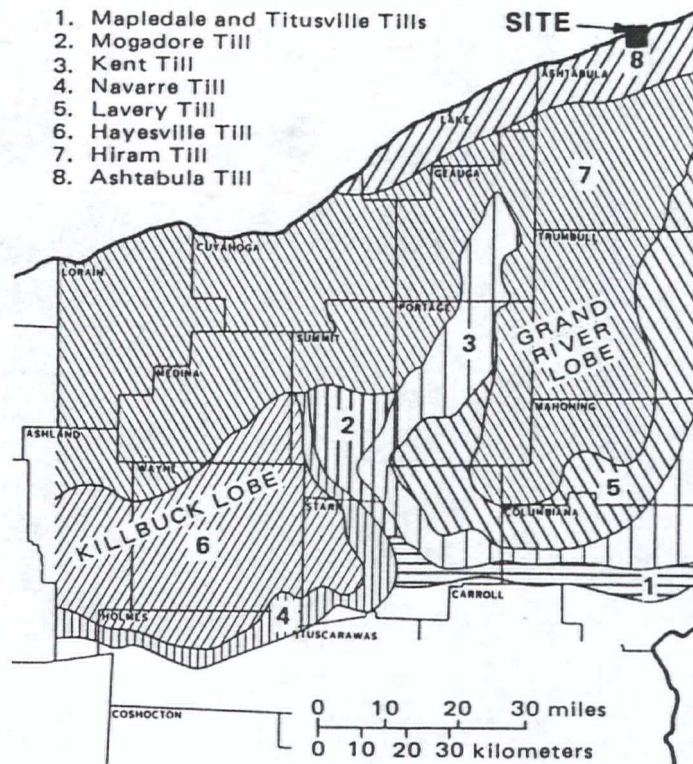 1. Mapledale and Titusville Tills
2. Mogadore Till
3. Kent Till
4. Navarre Till
5. Lavery Till
6. Hayesville Till
7. Hiram Till
8. Ashtabula Till
SITE
8
ASHTABULA
LAKE
GEAUGA
7
CUYAHOGA
TRUMBULL
LORAIN
PORTAGE
GRAND
RIVER
LOBE
SUMMIT
3
MEDINA
MAHONING
2
ASHLAND
WAYNE
5
KILLBUCK LOBE
STARK
COLUMBIANA
6
1
CARROLL
HOLMES
4
TUSCARAWAS
COSHOCTON
0 10 20 30 miles
0 10 20 30 kilometers